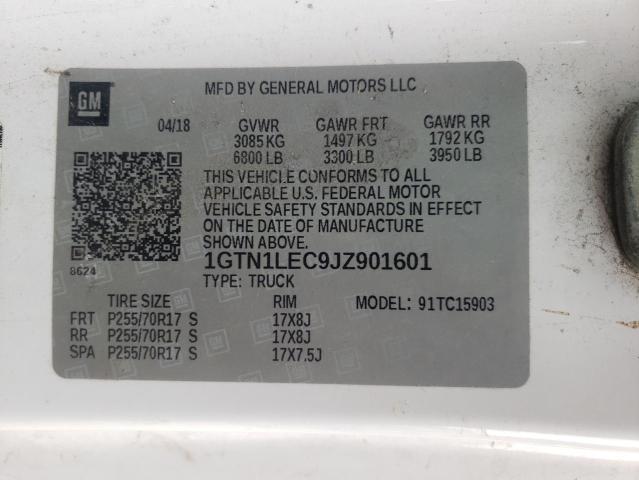 GM
MFD BY GENERAL MOTORS LLC
04/18 GVWR GAWR FRT GAWR RR
3085 KG 1497 KG 1792 KG
6800 LB 3300 LB 3950 LB
THIS VEHICLE CONFORMS TO ALL
APPLICABLE U.S. FEDERAL MOTOR
VEHICLE SAFETY STANDARDS IN EFFECT
ON THE DATE OF MANUFACTURE
SHOWN ABOVE.
8624
1GTN1LEC9JZ901601
TYPE: TRUCK
TIRE SIZE RIM MODEL: 91TC15903
FRT P255/70R17 S 17X8J
RR P255/70R17 S 17X8J
SPA P255/70R17 S 17X7.5J